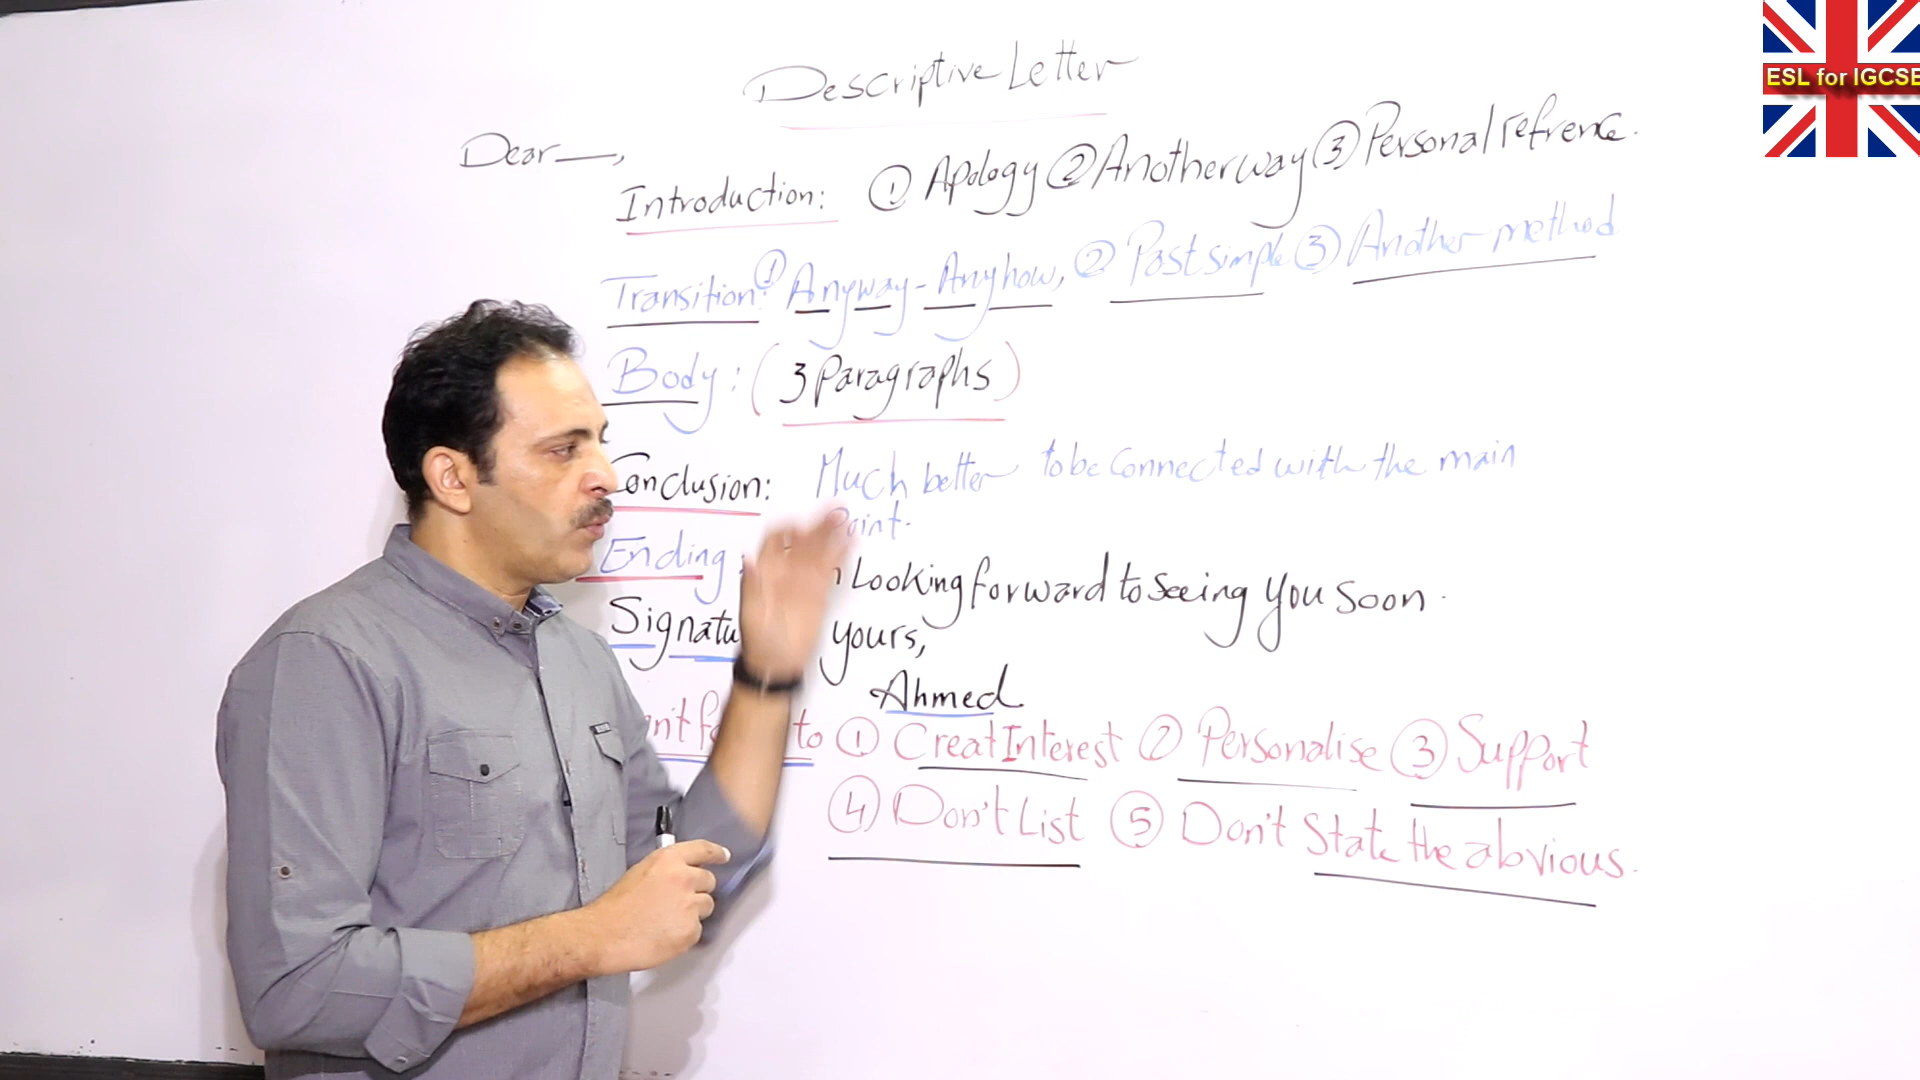 Descriptive Letter
ESL for IGCSE
Dear —,
Introduction: ① Apology ② Another way ③ Personal refrence.
Transition: ① Anyway - Anyhow, ② Past simple ③ Another method
Body: (3 Paragraphs)
Conclusion: Much better to be connected with the main
Point.
Ending Looking forward to seeing you soon.
Signatu yours,
Ahmed
to ① Creat Interest ② Personalise ③ Support
④ Don't List ⑤ Don't State the abvious.